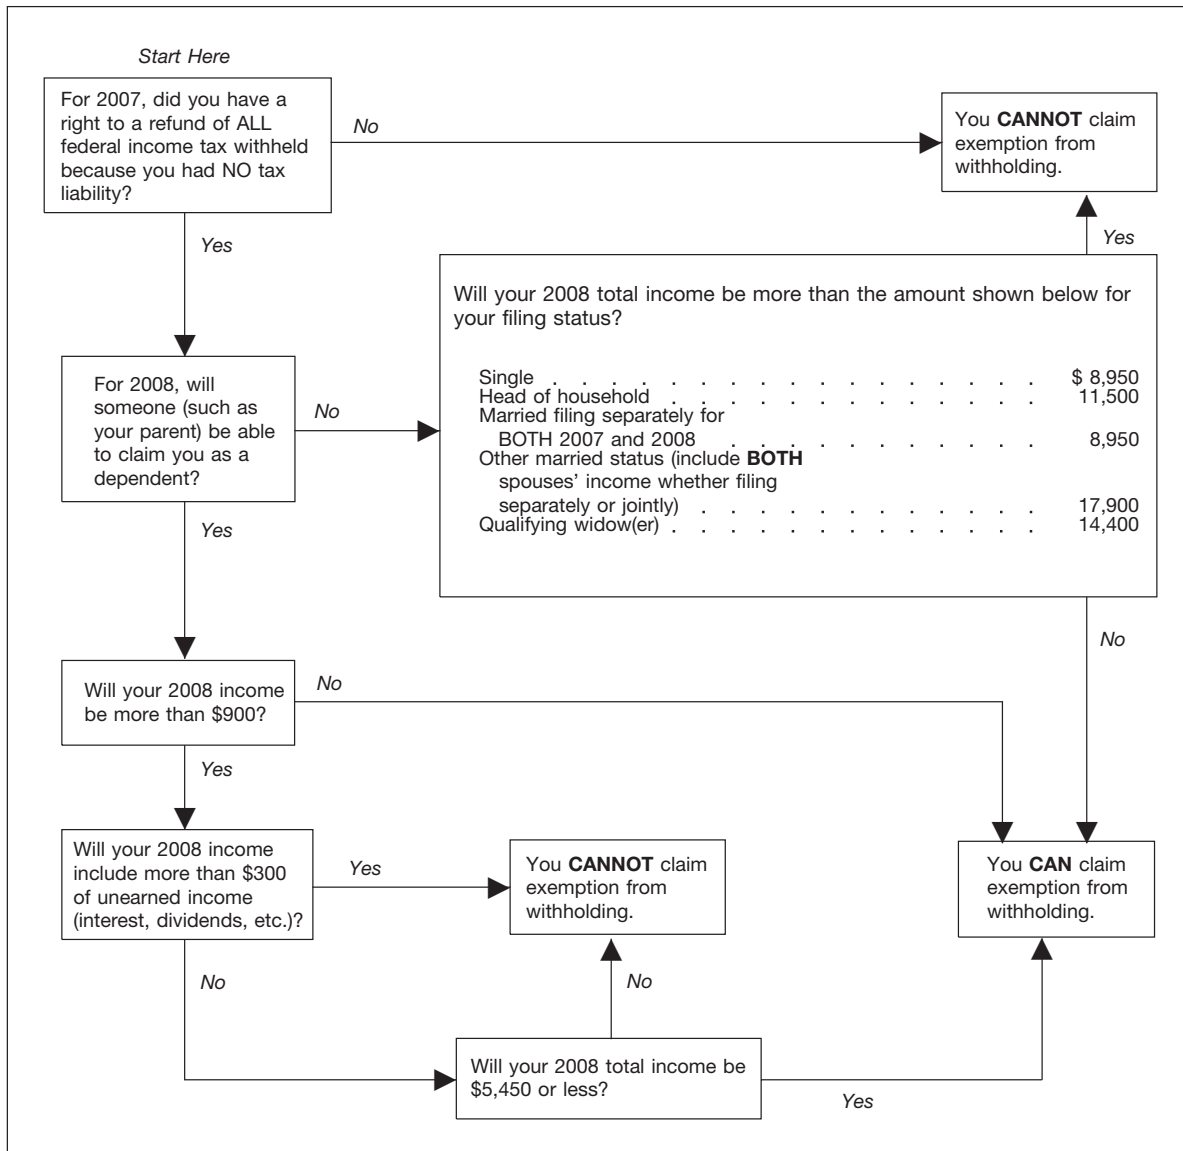 Start Here
For 2007, did you have a
right to a refund of ALL
federal income tax withheld
because you had NO tax
liability?
No
You CANNOT claim
exemption from
withholding.
Yes
Yes
Will your 2008 total income be more than the amount shown below for
your filing status?
Single . . . . . . . . . . . . . . . . . $ 8,950
Head of household . . . . . . . . . . . . 11,500
Married filing separately for
BOTH 2007 and 2008 . . . . . . . . . . . 8,950
Other married status (include BOTH
spouses' income whether filing
separately or jointly) . . . . . . . . . . . . 17,900
Qualifying widow(er) . . . . . . . . . . . . . 14,400
For 2008, will
someone (such as
your parent) be able
to claim you as a
dependent?
No
Yes
No
Will your 2008 income
be more than $900?
No
Yes
Will your 2008 income
include more than $300
of unearned income
(interest, dividends, etc.)?
Yes
You CANNOT claim
exemption from
withholding.
You CAN claim
exemption from
withholding.
No
No
Will your 2008 total income be
$5,450 or less?
Yes